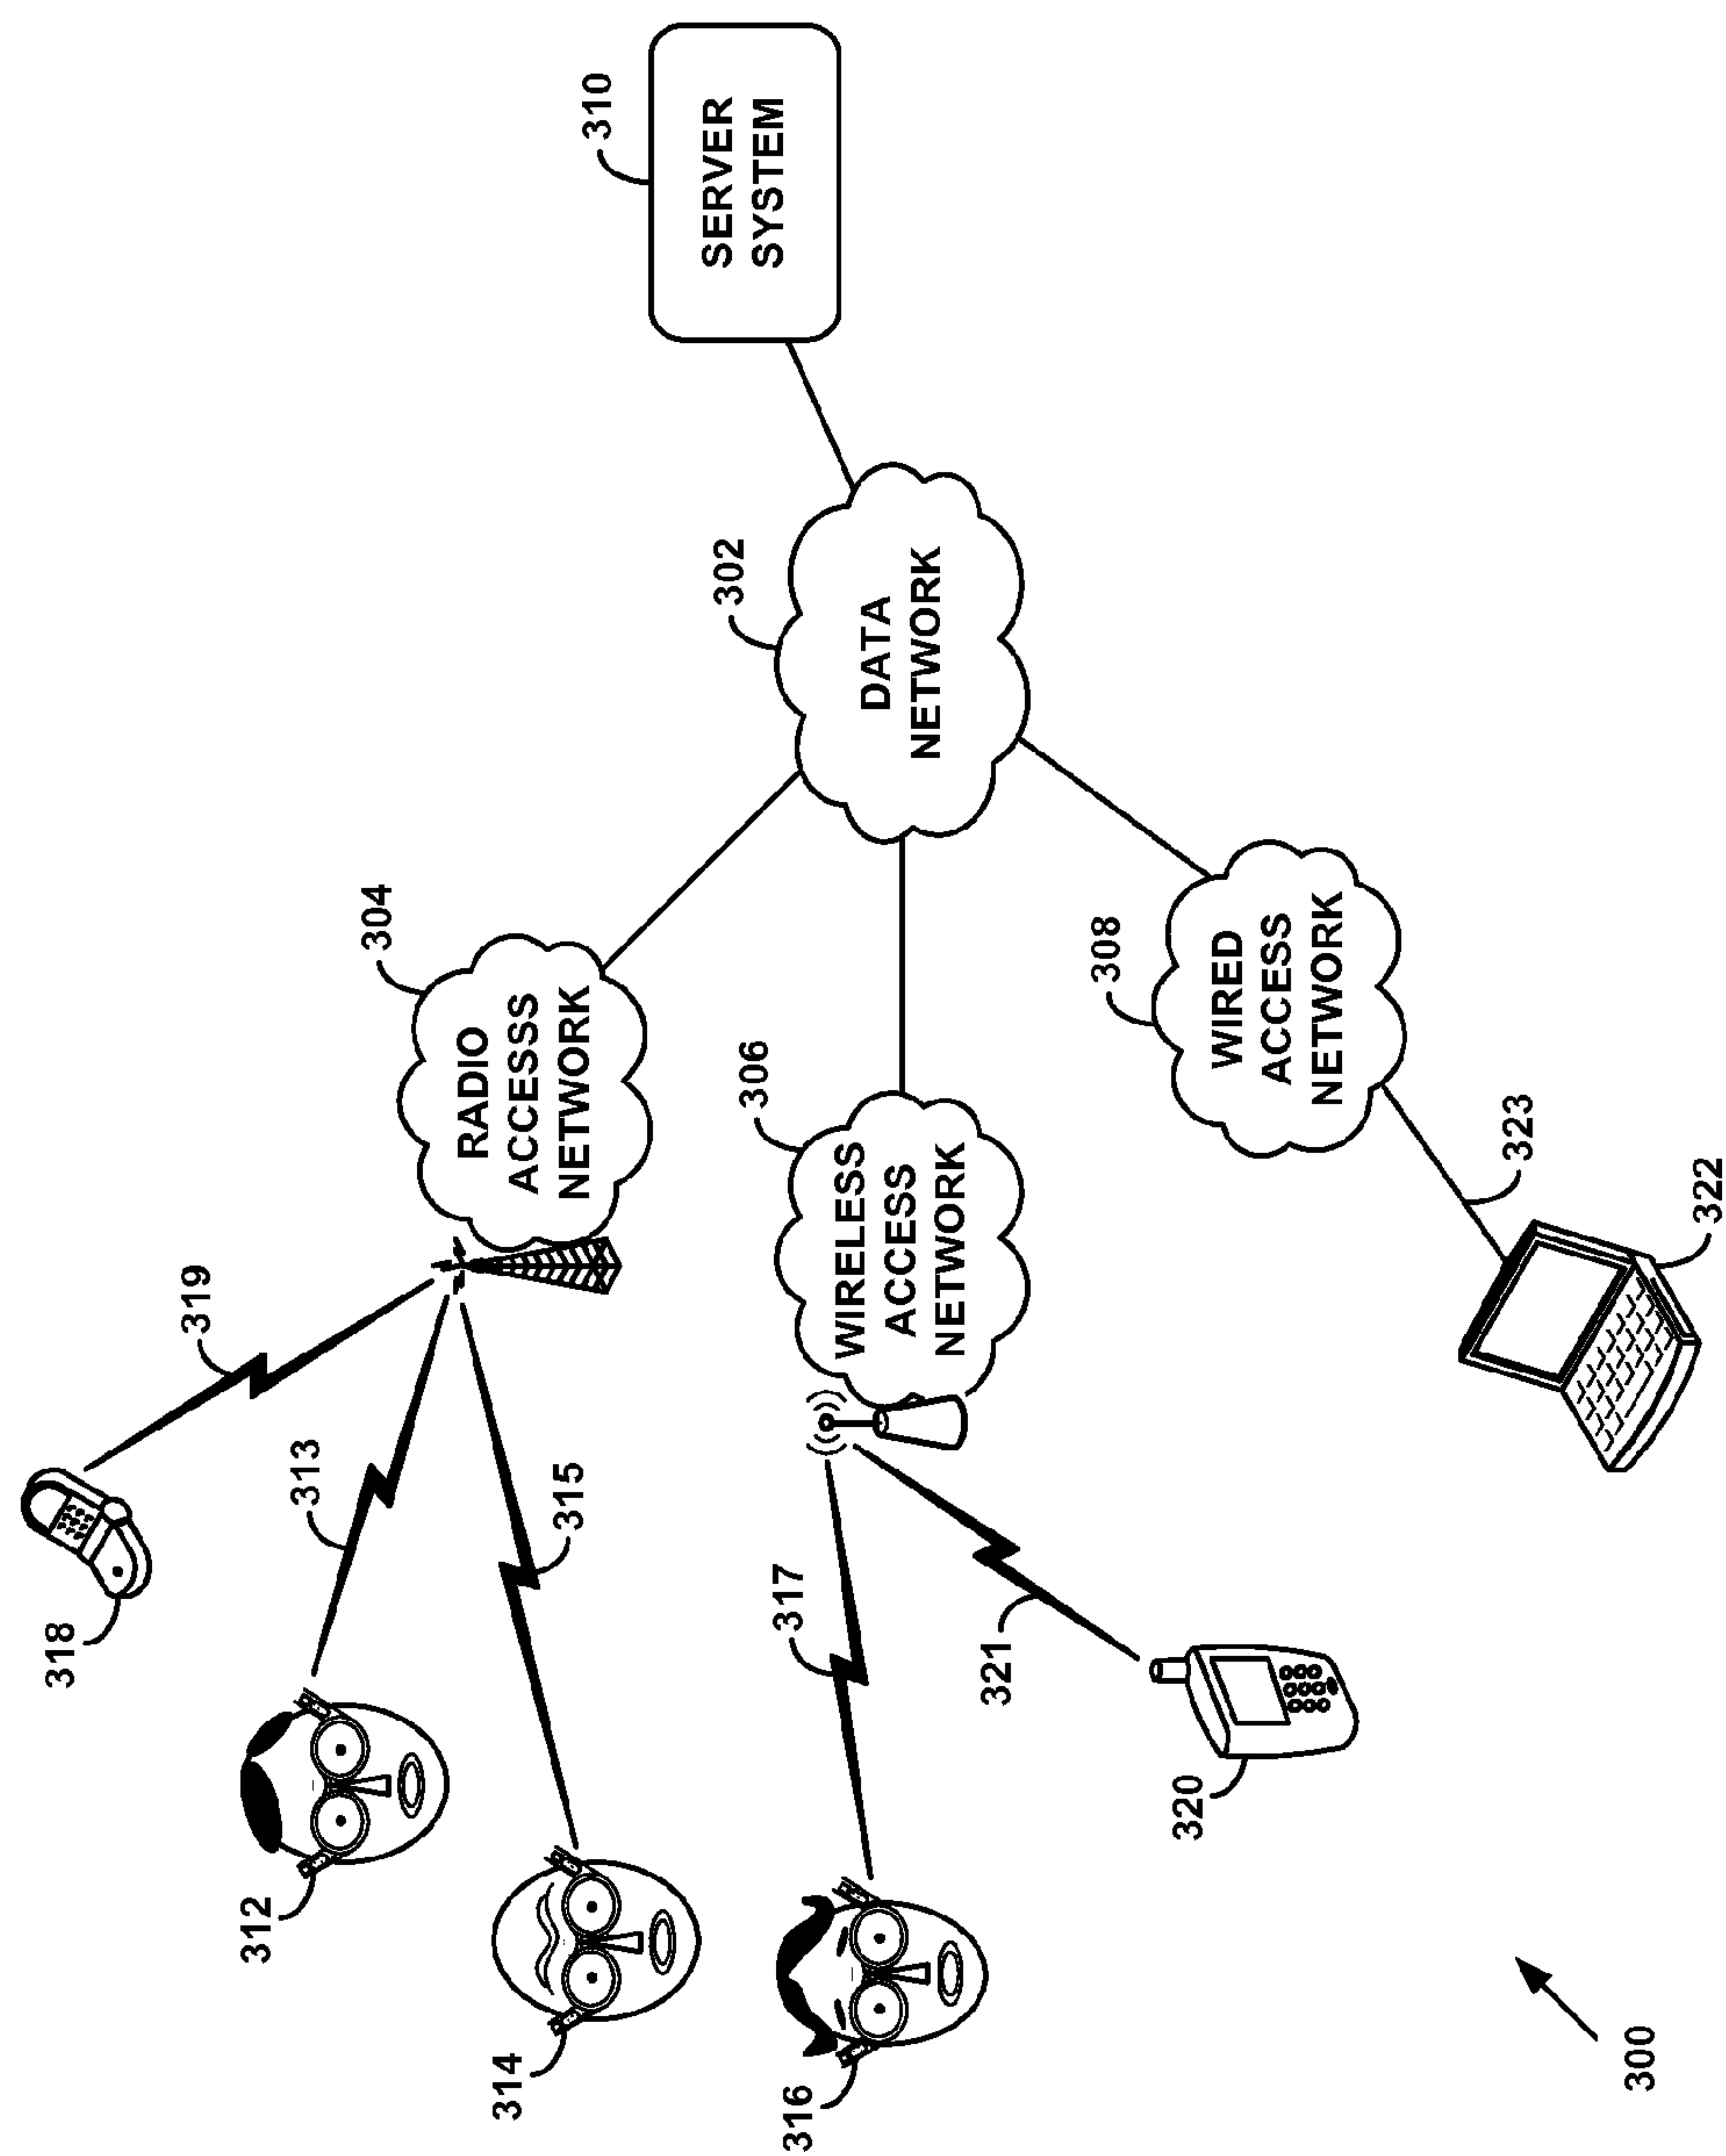 318
319
312
313
304
RADIO
ACCESSS
NETWORK
314
315
310
SERVER
SYSTEM
302
DATA
NETWORK
306
WIRELESS
ACCESS
NETWORK
317
316
321
308
WIRED
ACCESS
NETWORK
320
323
300
322